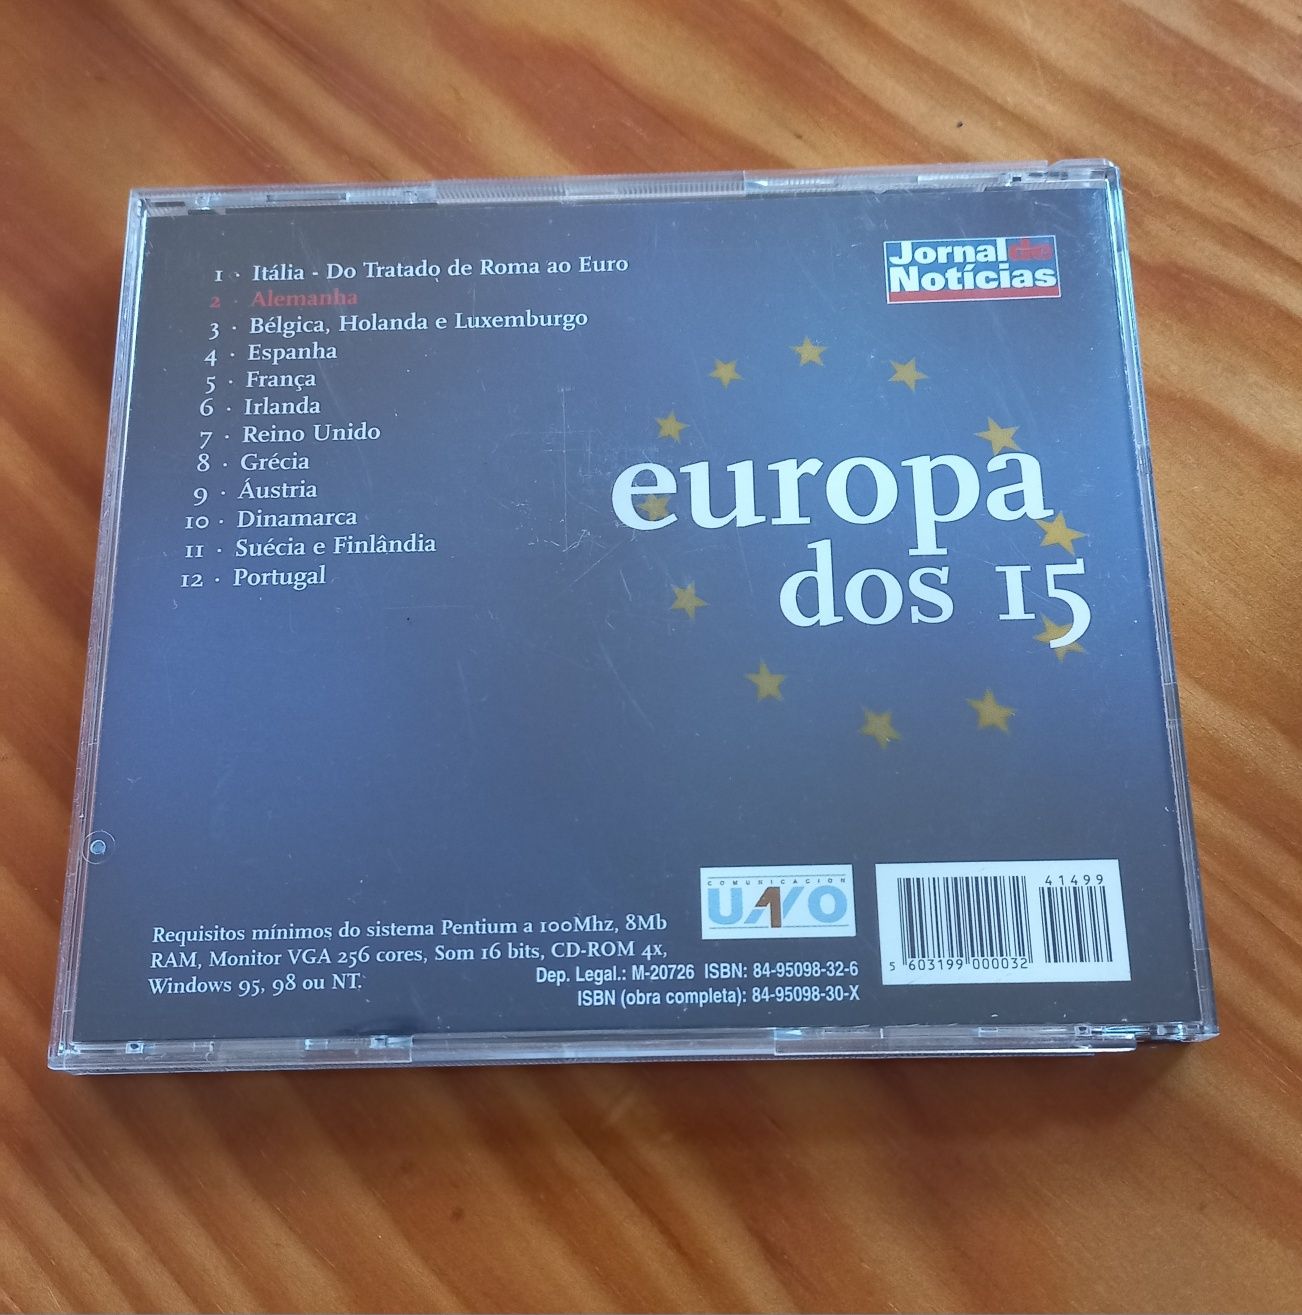 1 · Itália - Do Tratado de Roma ao Euro
2 · Alemanha
3 · Bélgica, Holanda e Luxemburgo
4 · Espanha
5 · França
6 · Irlanda
7 · Reino Unido
8 · Grécia
9 · Áustria
10 · Dinamarca
11 · Suécia e Finlândia
12 · Portugal
Jornal de
Notícias
europa
dos 15
Requisitos mínimos do sistema Pentium a 100Mhz, 8Mb
RAM, Monitor VGA 256 cores, Som 16 bits, CD-ROM 4x,
Windows 95, 98 ou NT.
COMUNICACION
UNO
Dep. Legal.: M-20726 ISBN: 84-95098-32-6
ISBN (obra completa): 84-95098-30-X
41499
5 603199 000032